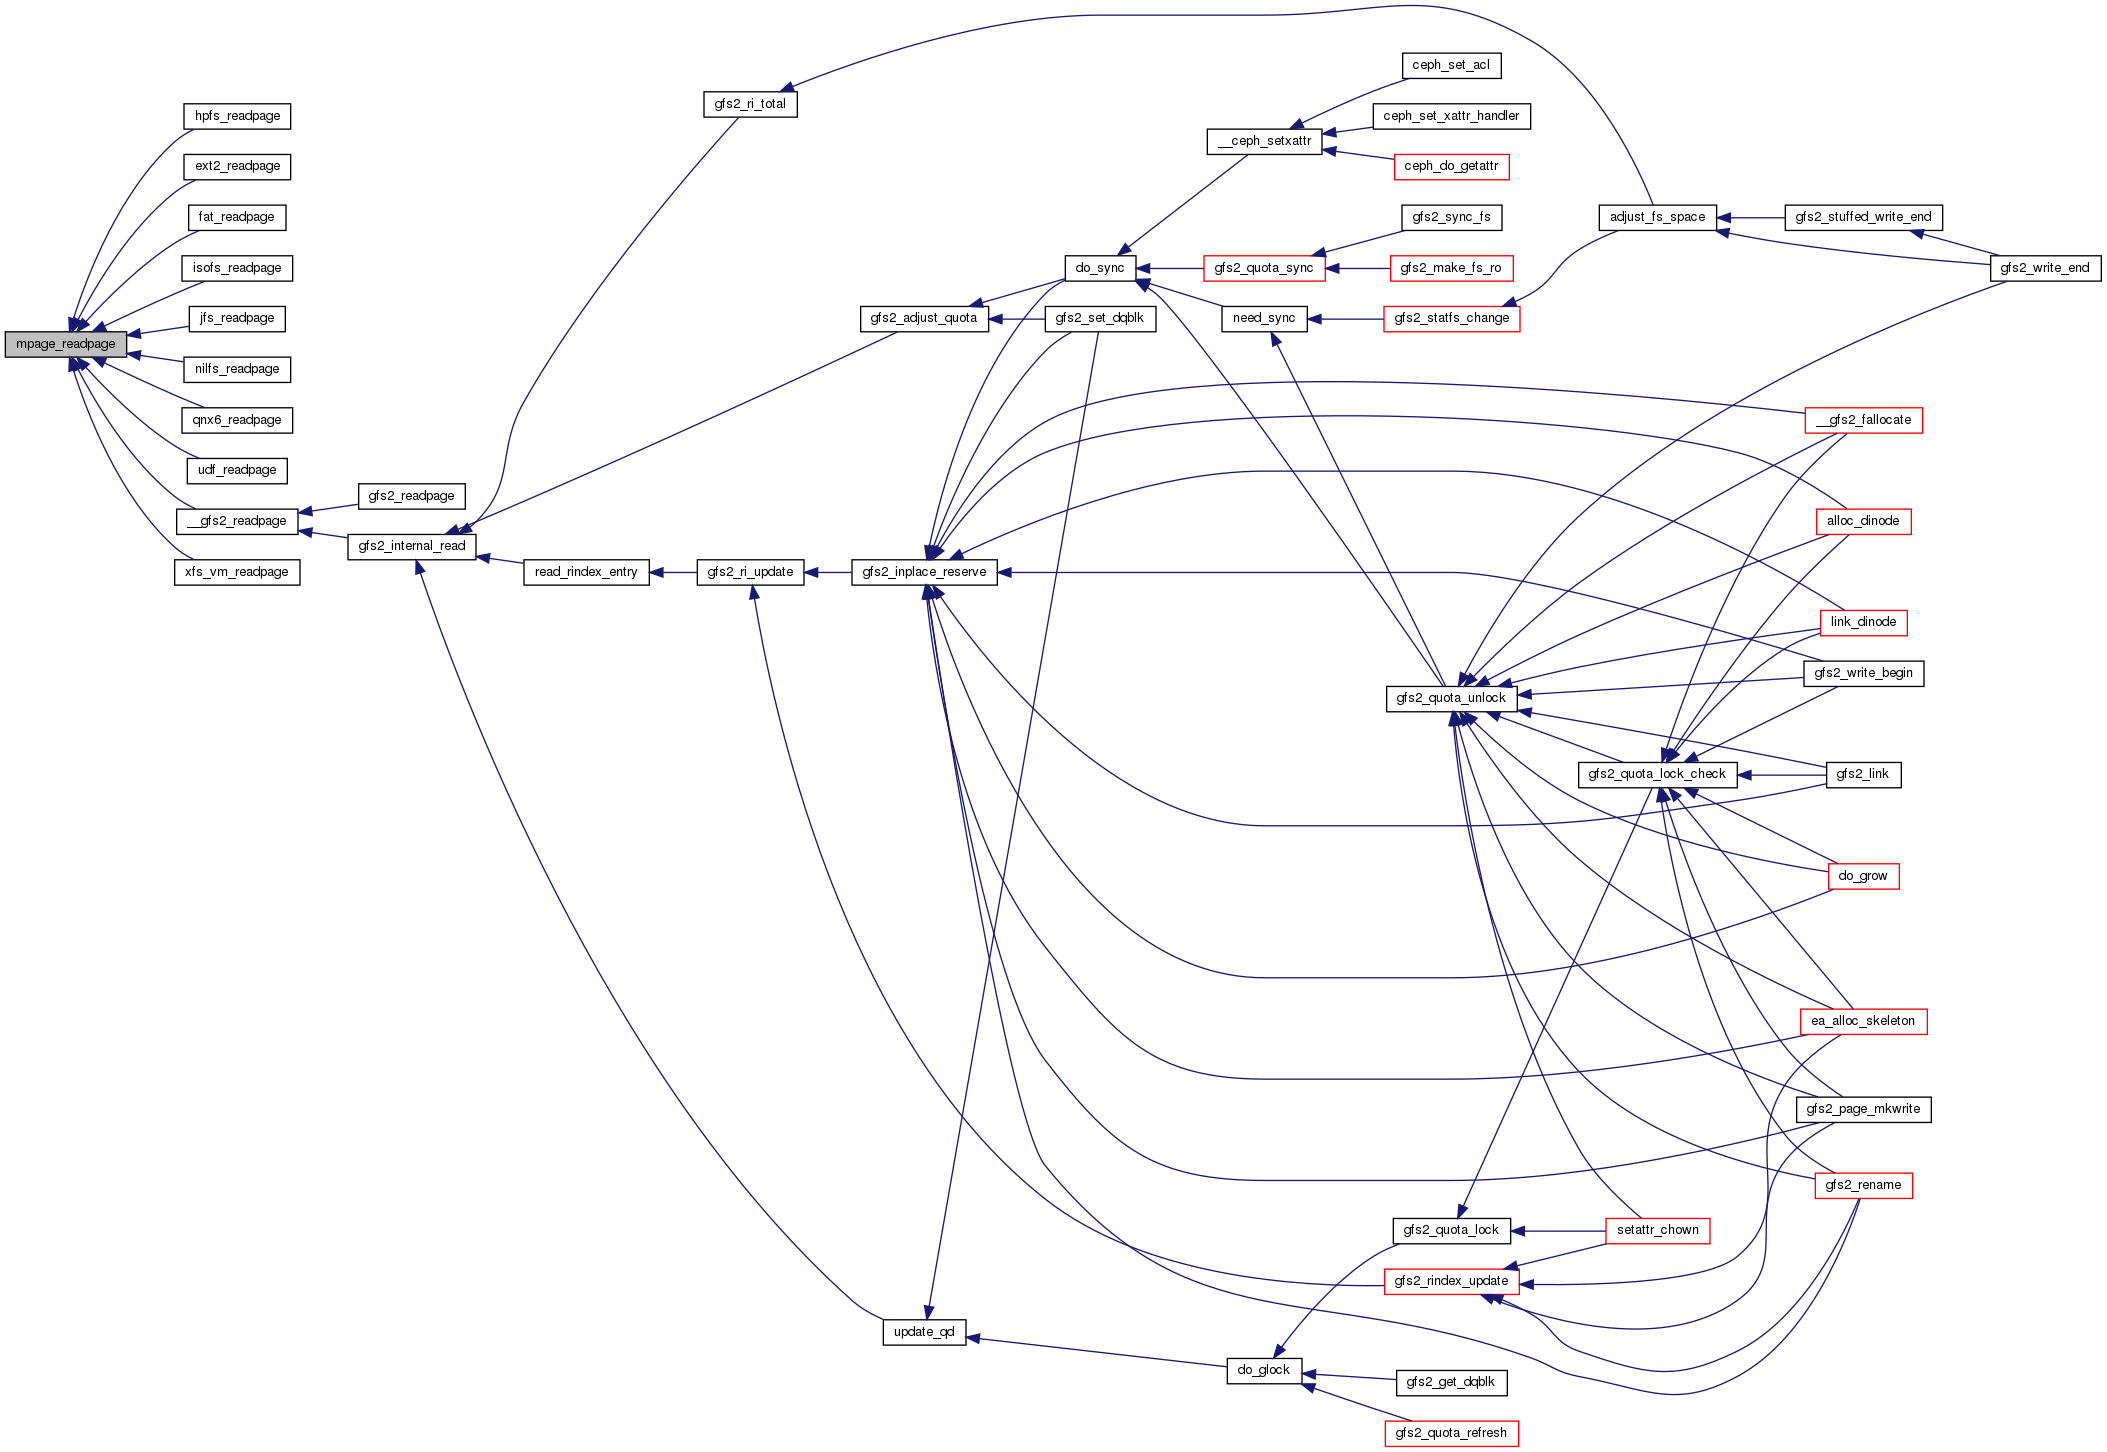 mpage_readpage
hpfs_readpage
ext2_readpage
fat_readpage
isofs_readpage
jfs_readpage
nilfs_readpage
qnx6_readpage
udf_readpage
__gfs2_readpage
xfs_vm_readpage
gfs2_readpage
gfs2_internal_read
read_rindex_entry
gfs2_ri_total
gfs2_ri_update
gfs2_adjust_quota
gfs2_inplace_reserve
update_qd
do_sync
gfs2_set_dqblk
__ceph_setxattr
gfs2_quota_sync
need_sync
do_glock
ceph_set_acl
ceph_set_xattr_handler
ceph_do_getattr
gfs2_sync_fs
gfs2_make_fs_ro
gfs2_statfs_change
gfs2_quota_unlock
gfs2_quota_lock
gfs2_rindex_update
gfs2_get_dqblk
gfs2_quota_refresh
adjust_fs_space
gfs2_quota_lock_check
setattr_chown
gfs2_stuffed_write_end
__gfs2_fallocate
alloc_dinode
link_dinode
gfs2_write_begin
gfs2_link
do_grow
ea_alloc_skeleton
gfs2_page_mkwrite
gfs2_rename
gfs2_write_end